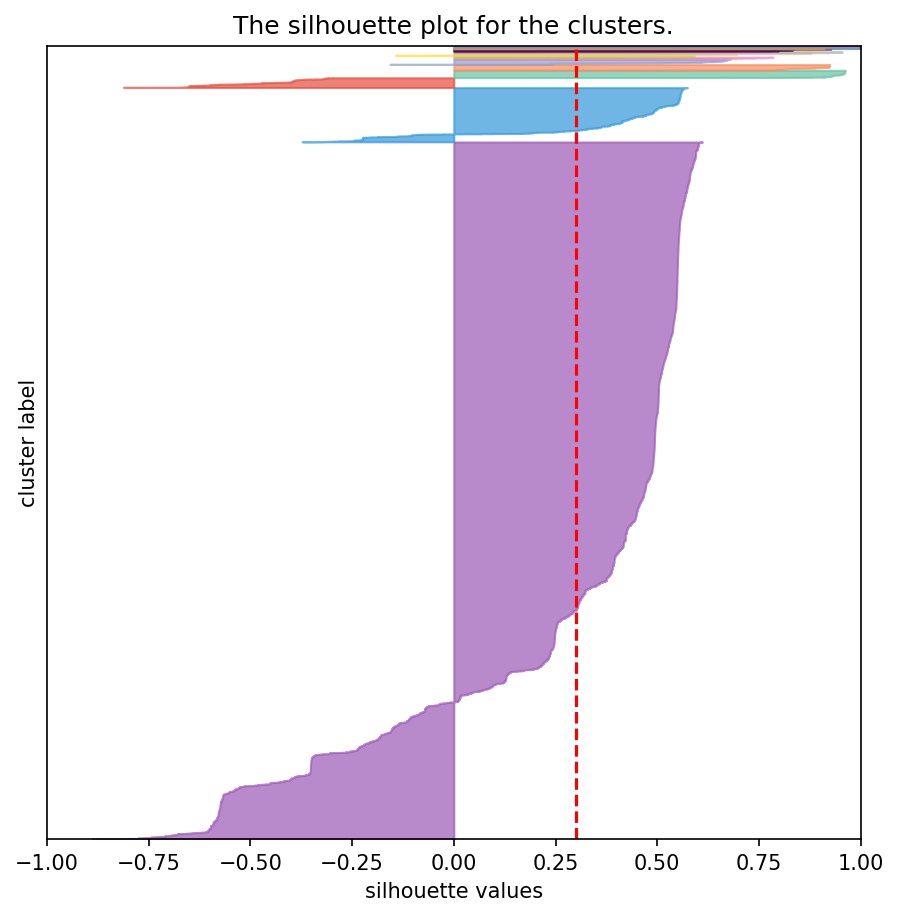 The silhouette plot for the clusters.
cluster label
−1.00 −0.75 −0.50 −0.25 0.00 0.25 0.50 0.75 1.00
silhouette values